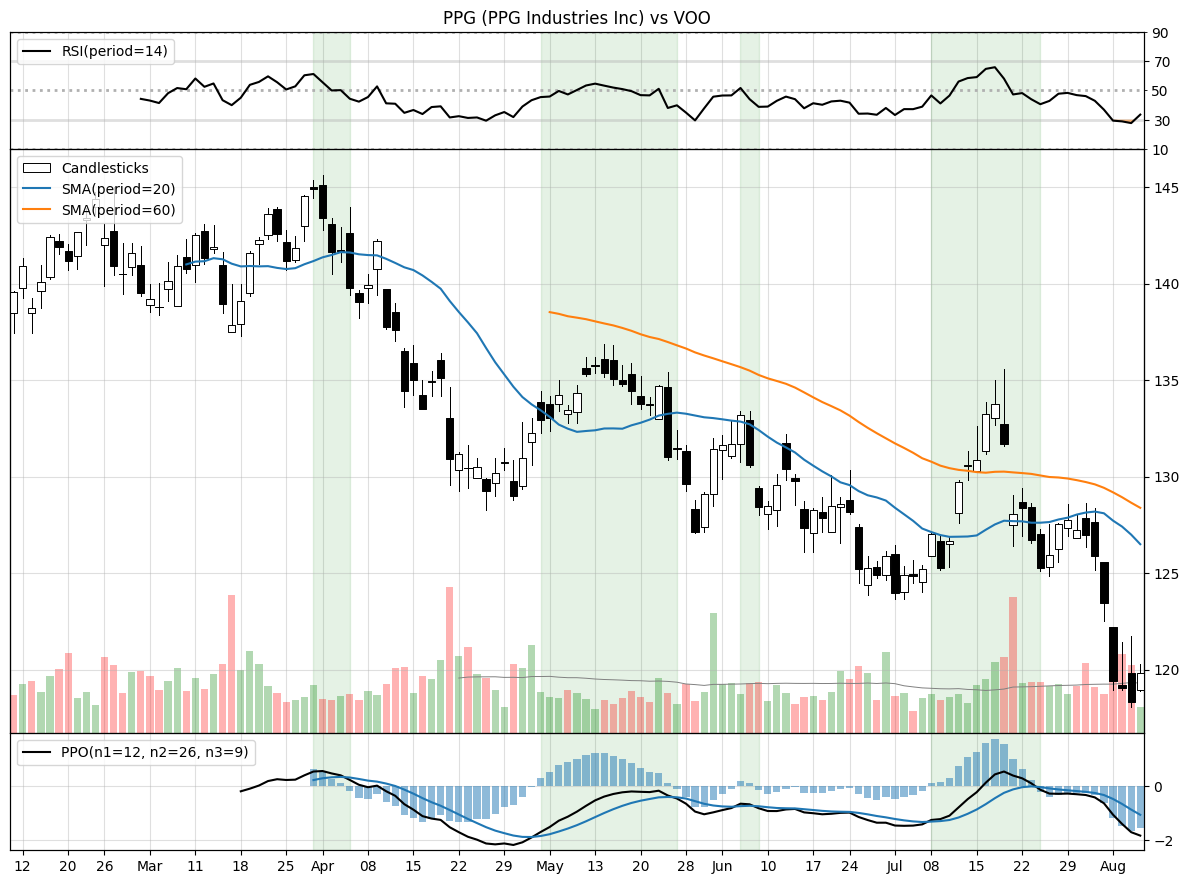 PPG (PPG Industries Inc) vs VOO
RSI(period=14)
90
70
50
30
10
Candlesticks
SMA(period=20)
SMA(period=60)
145
140
135
130
125
120
PPO(n1=12, n2=26, n3=9)
0
−2
12 20 26 Mar 11 18 25 Apr 08 15 22 29 May 13 20 28 Jun 10 17 24 Jul 08 15 22 29 Aug